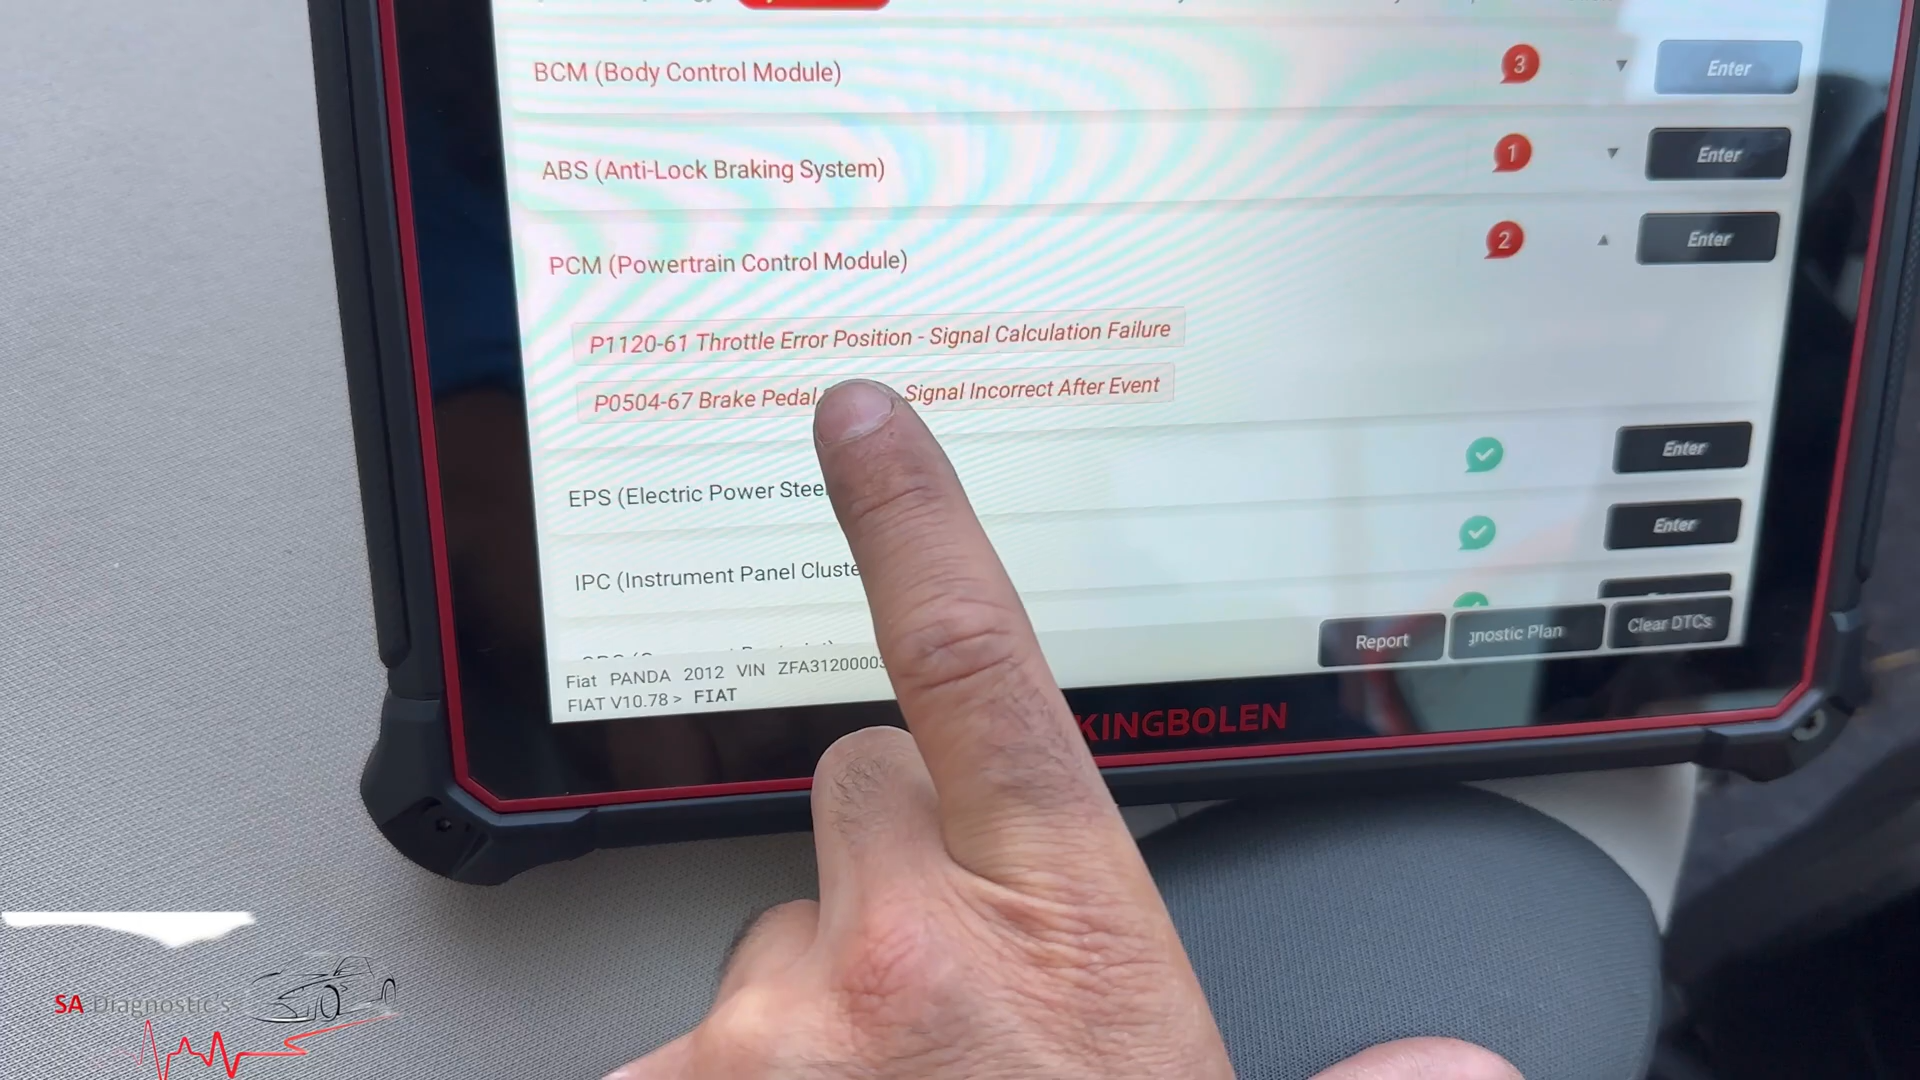 BCM (Body Control Module)
3
Enter
ABS (Anti-Lock Braking System)
1
Enter
PCM (Powertrain Control Module)
2
Enter
P1120-61 Throttle Error Position - Signal Calculation Failure
P0504-67 Brake Pedal Signal Incorrect After Event
EPS (Electric Power Stee
Enter
IPC (Instrument Panel Cluste
Enter
Report
gnostic Plan
Clear DTCs
Fiat PANDA 2012 VIN ZFA31200003
FIAT V10.78 > FIAT
KINGBOLEN
SA Diagnostic's